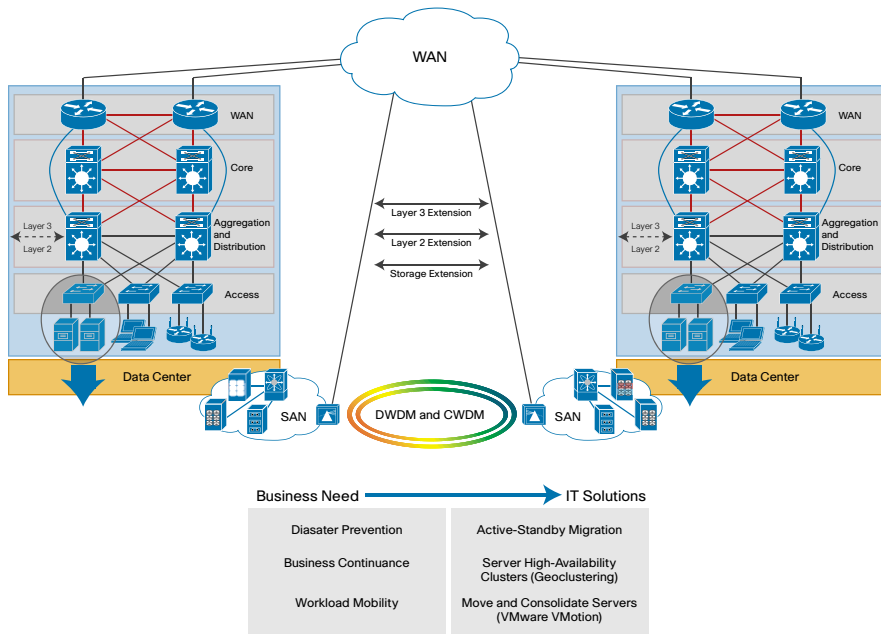 WAN
WAN
Core
Layer 3
Layer 2
Aggregation
and
Distribution
Access
Data Center
SAN
Layer 3 Extension
Layer 2 Extension
Storage Extension
DWDM and CWDM
WAN
Core
Layer 3
Layer 2
Aggregation
and
Distribution
Access
Data Center
SAN
Business Need
IT Solutions
Diasater Prevention
Active-Standby Migration
Business Continuance
Server High-Availability
Clusters (Geoclustering)
Workload Mobility
Move and Consolidate Servers
(VMware VMotion)